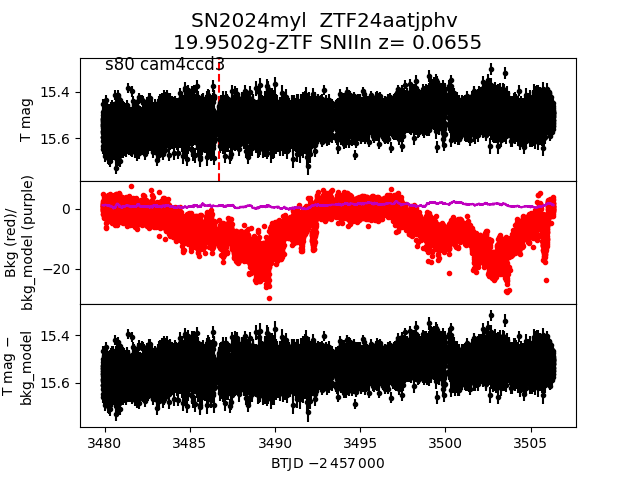 SN2024myl  ZTF24aatjphv
19.9502g-ZTF SNIIn z= 0.0655
s80 cam4ccd3
15.4
15.6
T mag
0
−20
Bkg (red)/
bkg_model (purple)
15.4
15.6
T mag −
bkg_model
3480
3485
3490
3495
3500
3505
BTJD −2 457 000